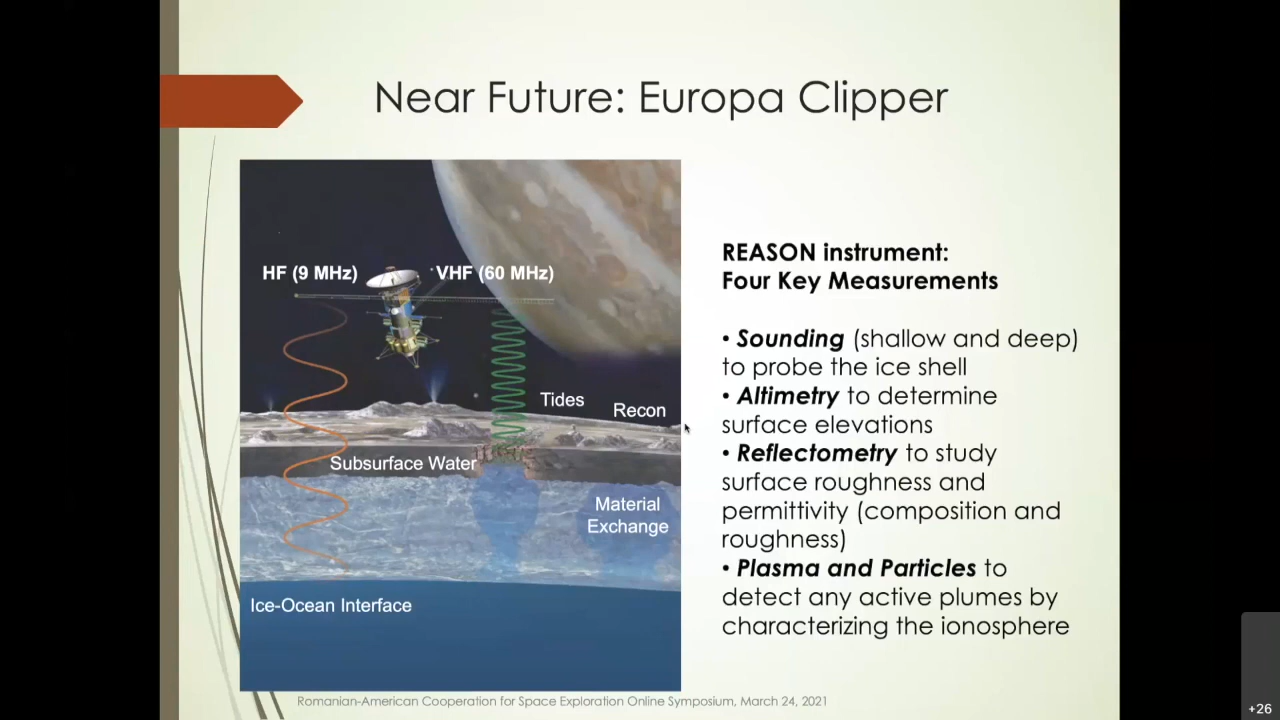 Near Future: Europa Clipper
HF (9 MHz)
VHF (60 MHz)
Tides
Recon
Subsurface Water
Material
Exchange
Ice-Ocean Interface
REASON instrument:
Four Key Measurements
• Sounding (shallow and deep)
to probe the ice shell
• Altimetry to determine
surface elevations
• Reflectometry to study
surface roughness and
permittivity (composition and
roughness)
• Plasma and Particles to
detect any active plumes by
characterizing the ionosphere
Romanian-American Cooperation for Space Exploration Online Symposium, March 24, 2021
+26